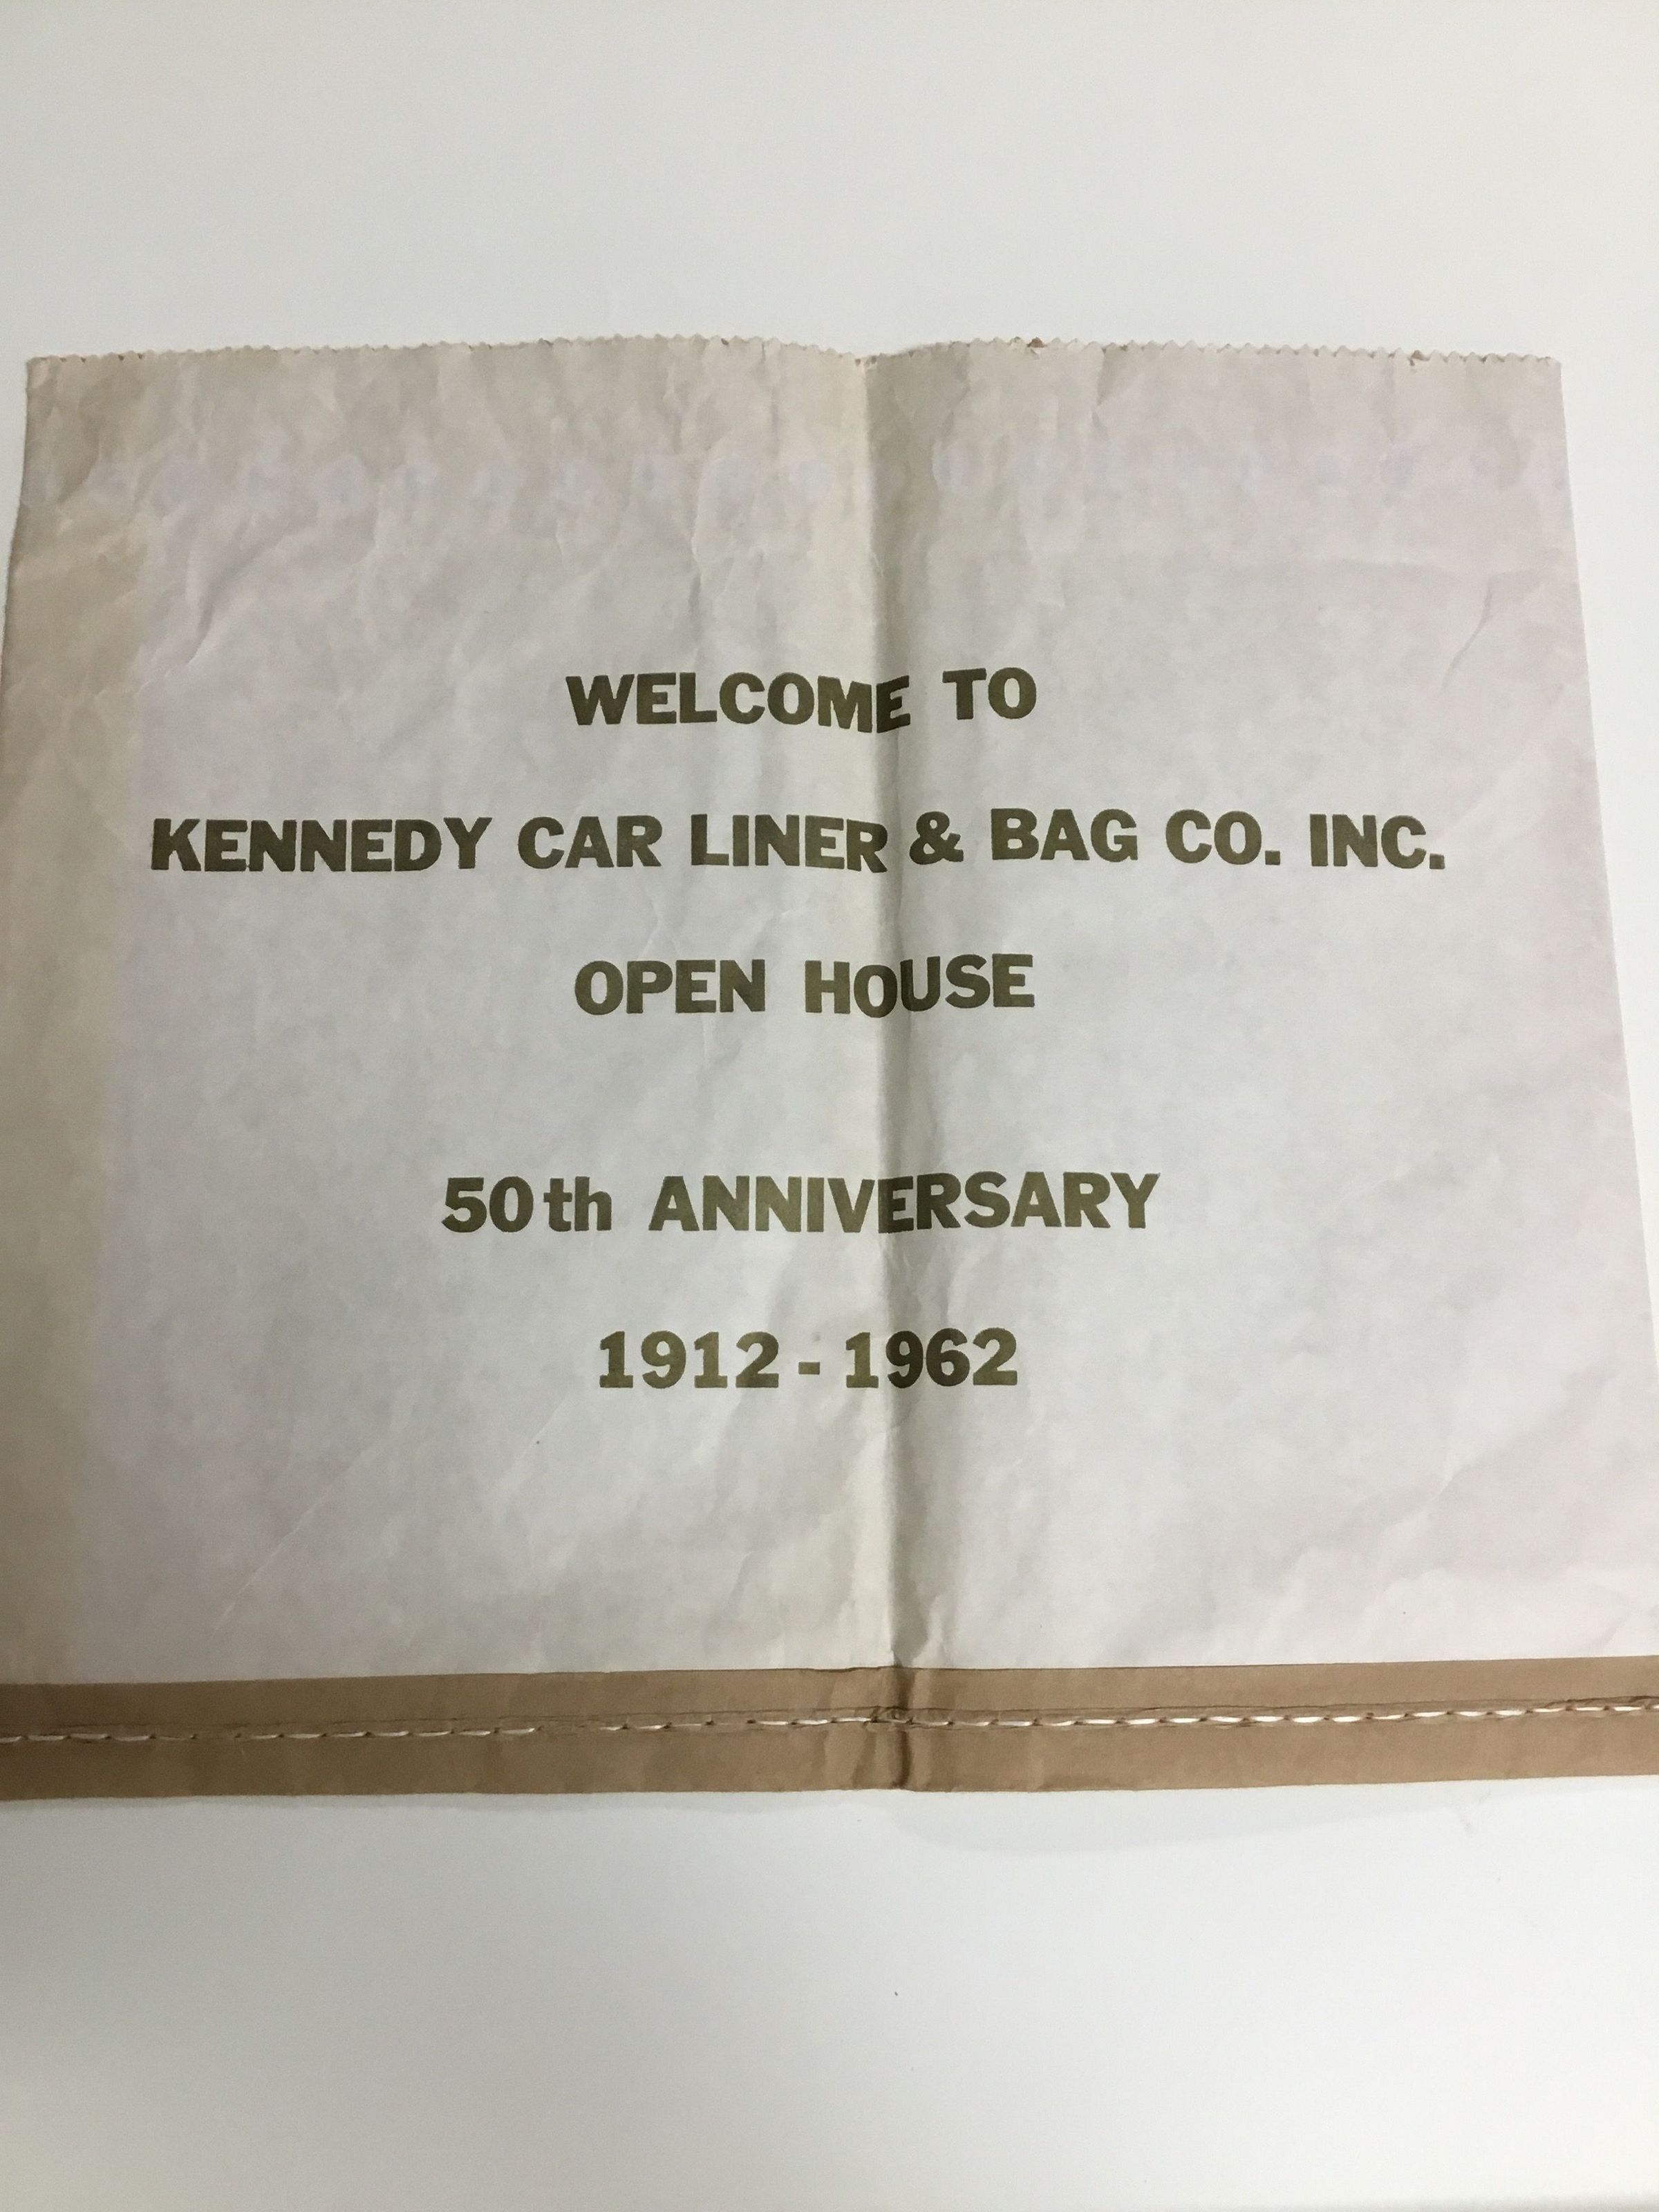 WELCOME TO
KENNEDY CAR LINER & BAG CO. INC.
OPEN HOUSE
50th ANNIVERSARY
1912 - 1962